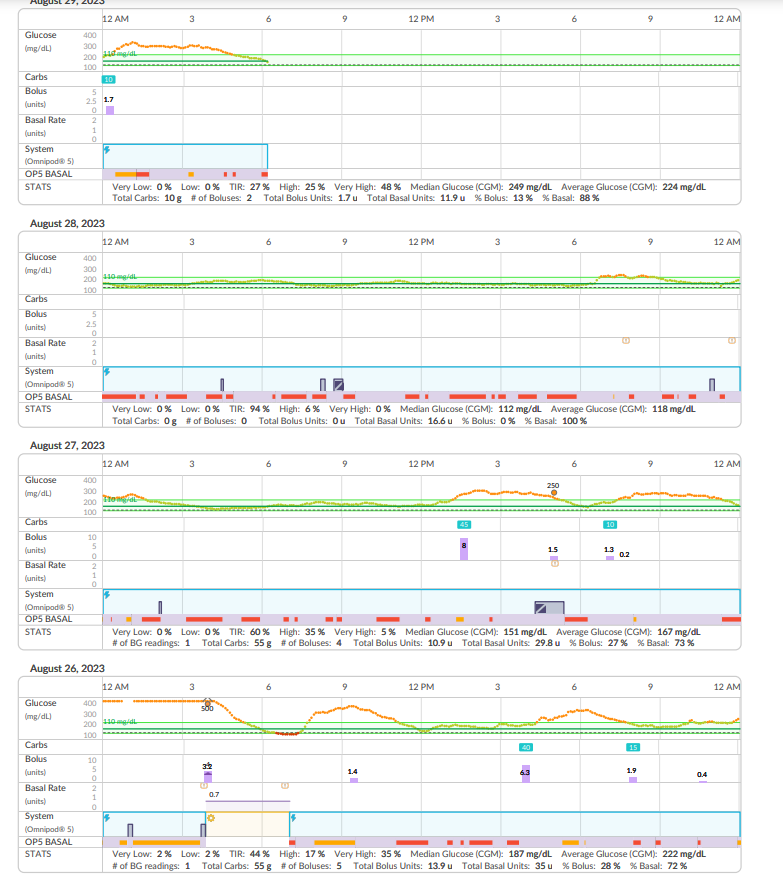 August 29, 2023
12 AM 3 6 9 12 PM 3 6 9 12 AM
Glucose
(mg/dL)
400
300
200
100
110 mg/dL
Carbs
10
Bolus
(units)
5
2.5
0
1.7
Basal Rate
(units)
2
1
0
System
(Omnipod® 5)
OP5 BASAL
STATS Very Low: 0 % Low: 0 % TIR: 27 % High: 25 % Very High: 48 % Median Glucose (CGM): 249 mg/dL Average Glucose (CGM): 224 mg/dL
Total Carbs: 10 g # of Boluses: 2 Total Bolus Units: 1.7 u Total Basal Units: 11.9 u % Bolus: 13 % % Basal: 88 %
August 28, 2023
12 AM 3 6 9 12 PM 3 6 9 12 AM
Glucose
(mg/dL)
400
300
200
100
110 mg/dL
Carbs
Bolus
(units)
5
2.5
0
Basal Rate
(units)
2
1
0
System
(Omnipod® 5)
OP5 BASAL
STATS Very Low: 0 % Low: 0 % TIR: 94 % High: 6 % Very High: 0 % Median Glucose (CGM): 112 mg/dL Average Glucose (CGM): 118 mg/dL
Total Carbs: 0 g # of Boluses: 0 Total Bolus Units: 0 u Total Basal Units: 16.6 u % Bolus: 0 % % Basal: 100 %
August 27, 2023
12 AM 3 6 9 12 PM 3 6 9 12 AM
Glucose
(mg/dL)
400
300
200
100
110 mg/dL
250
Carbs
45 10
Bolus
(units)
10
5
0
8 1.5 1.3 0.2
Basal Rate
(units)
2
1
0
System
(Omnipod® 5)
OP5 BASAL
STATS Very Low: 0 % Low: 0 % TIR: 60 % High: 35 % Very High: 5 % Median Glucose (CGM): 151 mg/dL Average Glucose (CGM): 167 mg/dL
# of BG readings: 1 Total Carbs: 55 g # of Boluses: 4 Total Bolus Units: 10.9 u Total Basal Units: 29.8 u % Bolus: 27 % % Basal: 73 %
August 26, 2023
12 AM 3 6 9 12 PM 3 6 9 12 AM
Glucose
(mg/dL)
400
300
200
100
110 mg/dL
500
Carbs
40 15
Bolus
(units)
10
5
0
3.2 1.4 6.3 1.9 0.4
Basal Rate
(units)
2
1
0
0.7
System
(Omnipod® 5)
OP5 BASAL
STATS Very Low: 2 % Low: 2 % TIR: 44 % High: 17 % Very High: 35 % Median Glucose (CGM): 187 mg/dL Average Glucose (CGM): 222 mg/dL
# of BG readings: 1 Total Carbs: 55 g # of Boluses: 5 Total Bolus Units: 13.9 u Total Basal Units: 35 u % Bolus: 28 % % Basal: 72 %